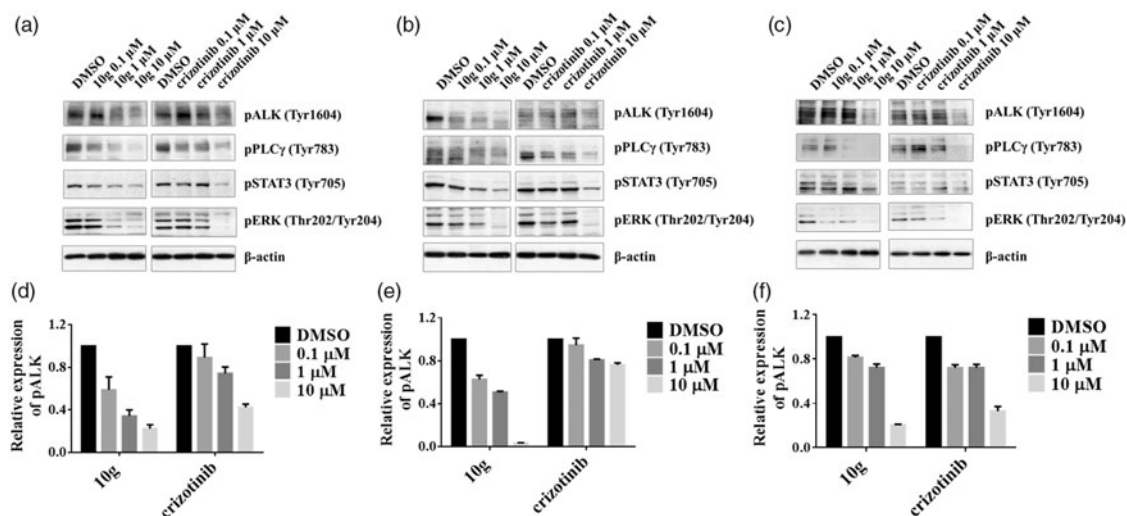 (a)
DMSO
10g 0.1 μM
10g 1 μM
10g 10 μM
DMSO
crizotinib 0.1 μM
crizotinib 1 μM
crizotinib 10 μM
pALK (Tyr1604)
pPLCγ (Tyr783)
pSTAT3 (Tyr705)
pERK (Thr202/Tyr204)
β-actin
(b)
DMSO
10g 0.1 μM
10g 1 μM
10g 10 μM
DMSO
crizotinib 0.1 μM
crizotinib 1 μM
crizotinib 10 μM
pALK (Tyr1604)
pPLCγ (Tyr783)
pSTAT3 (Tyr705)
pERK (Thr202/Tyr204)
β-actin
(c)
DMSO
10g 0.1 μM
10g 1 μM
10g 10 μM
DMSO
crizotinib 0.1 μM
crizotinib 1 μM
crizotinib 10 μM
pALK (Tyr1604)
pPLCγ (Tyr783)
pSTAT3 (Tyr705)
pERK (Thr202/Tyr204)
β-actin
(d)
Relative expression
of pALK
1.2
0.8
0.4
0.0
10g
crizotinib
DMSO
0.1 μM
1 μM
10 μM
(e)
Relative expression
of pALK
1.2
0.8
0.4
0.0
10g
crizotinib
DMSO
0.1 μM
1 μM
10 μM
(f)
Relative expression
of pALK
1.2
0.8
0.4
0.0
10g
crizotinib
DMSO
0.1 μM
1 μM
10 μM